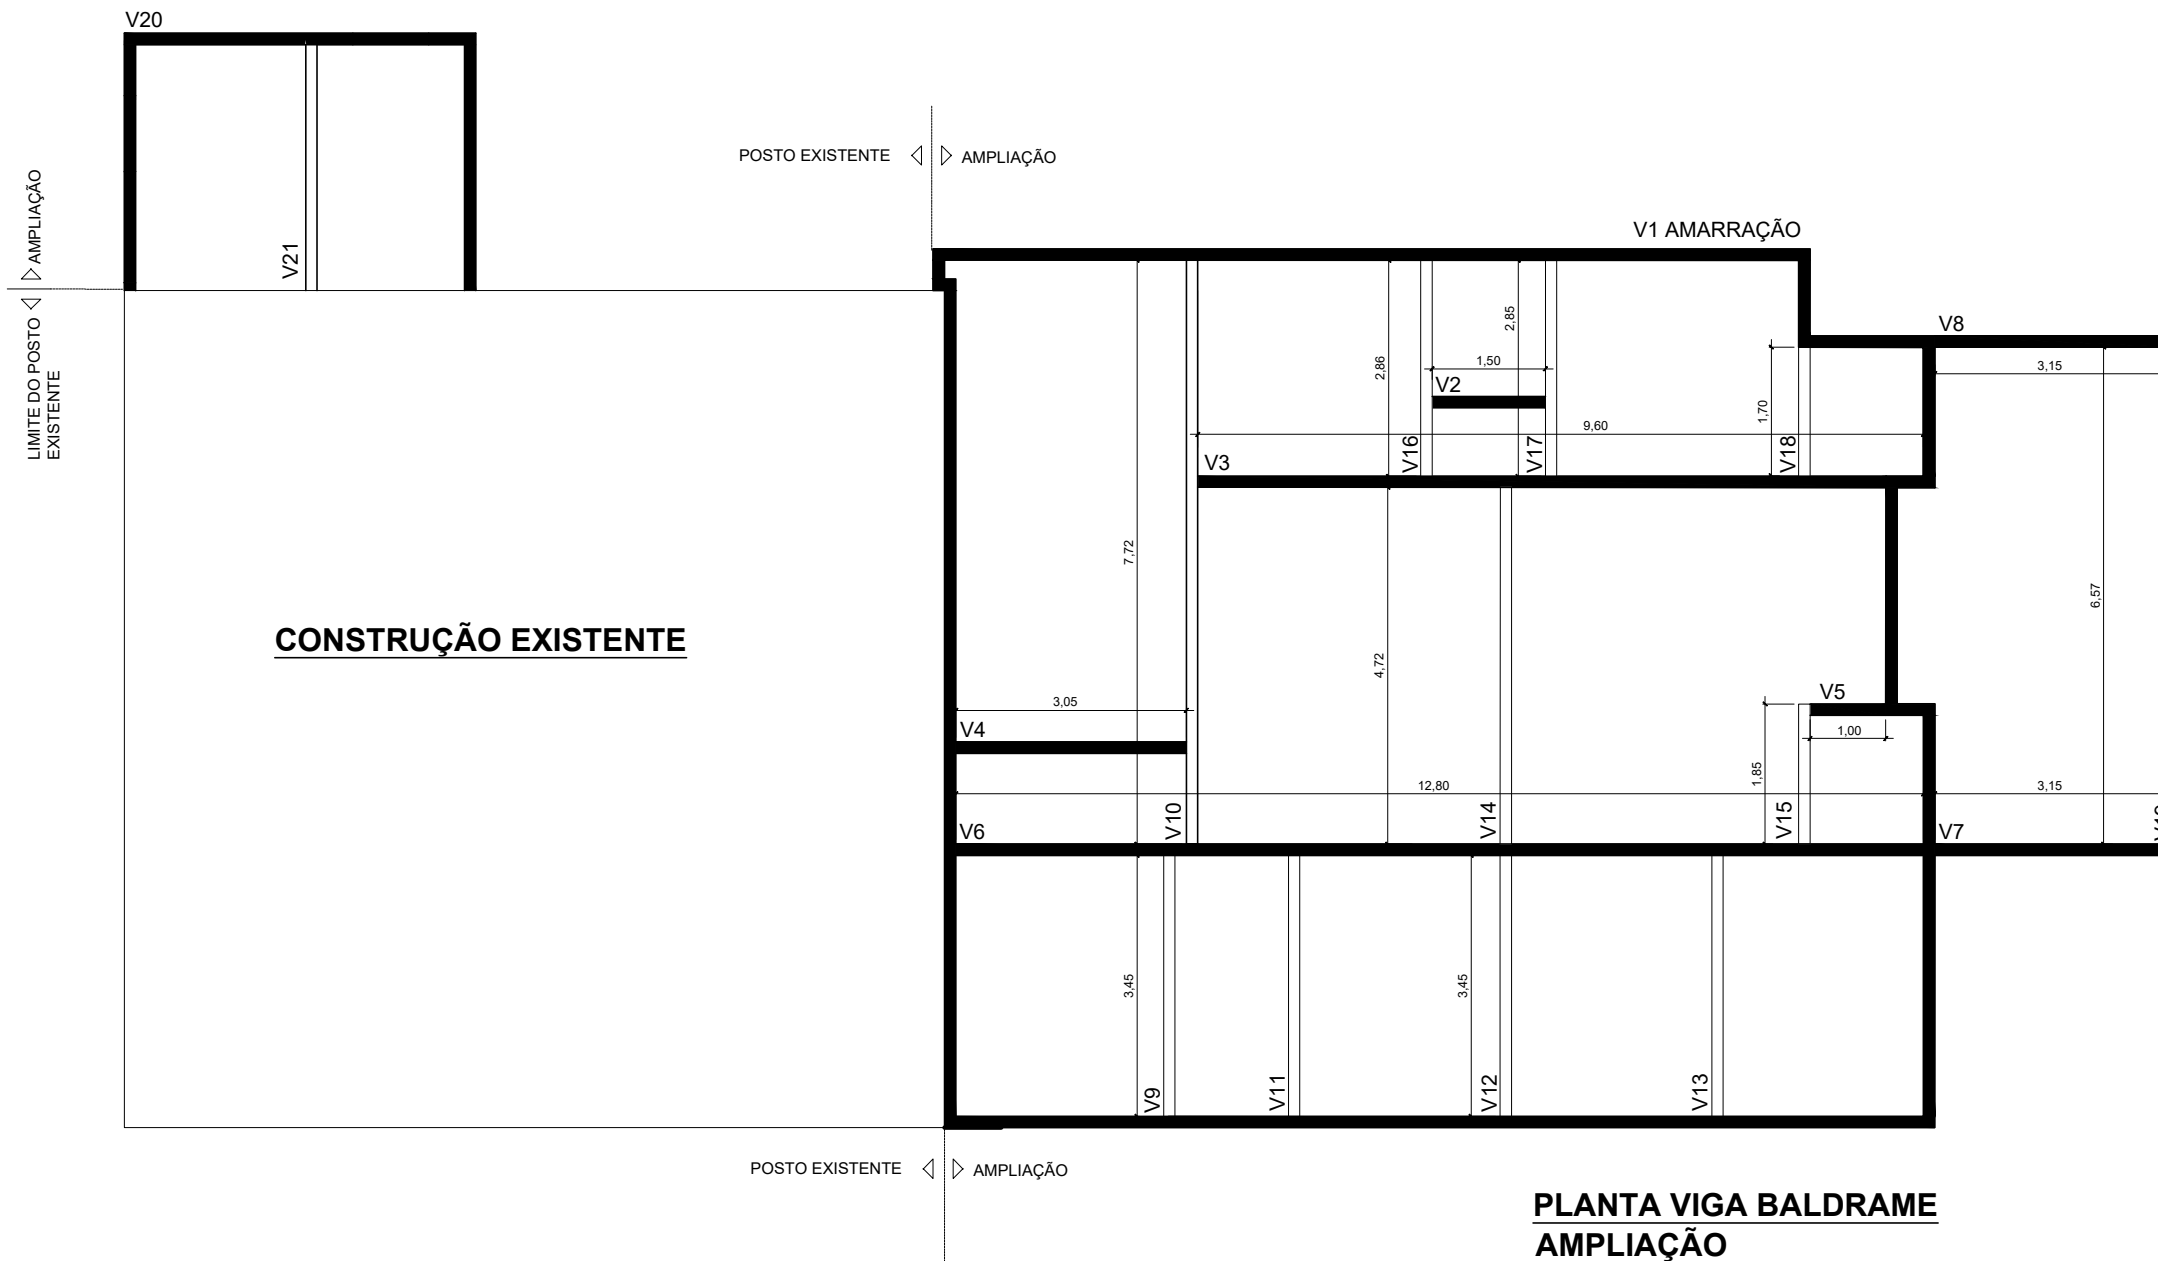 V20
POSTO EXISTENTE
AMPLIAÇÃO
AMPLIAÇÃO
V21
V1 AMARRAÇÃO
LIMITE DO POSTO
EXISTENTE
V8
2,85
1,50
2,86
3,15
V2
1,70
9,60
V16
V17
V18
V3
7,72
6,57
CONSTRUÇÃO EXISTENTE
4,72
3,05
V5
V4
1,00
1,85
12,80
3,15
V10
V14
V15
V6
V7
3,45
3,45
V9
V11
V12
V13
POSTO EXISTENTE
AMPLIAÇÃO
PLANTA VIGA BALDRAME
AMPLIAÇÃO